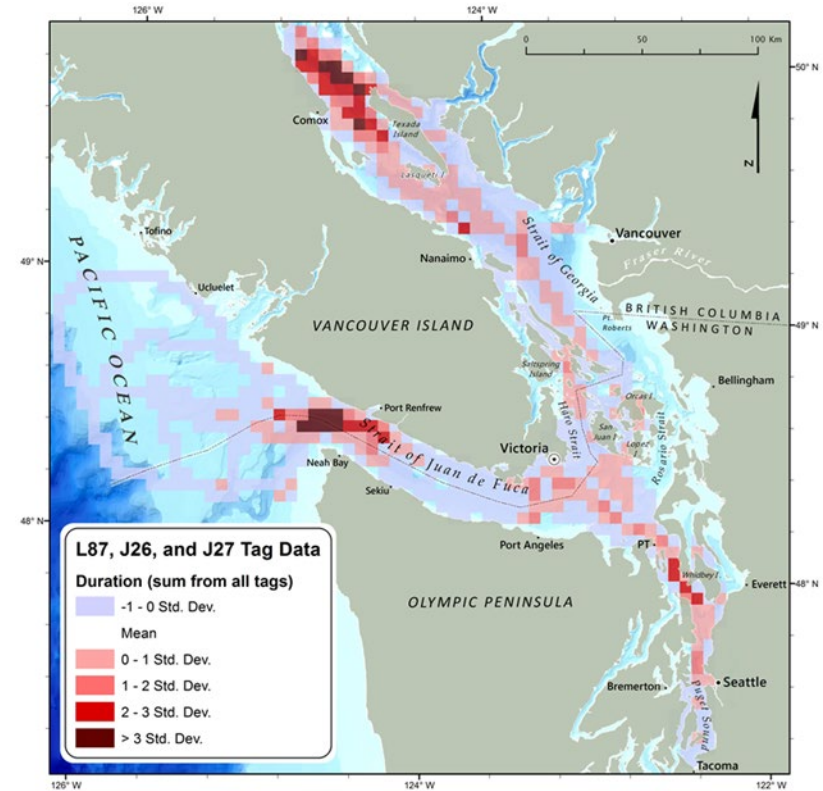 126° W
124° W
0
50
100 Km
50° N
N
Comox
Texada
Island
Lasqueti I
Tofino
Vancouver
Strait of Georgia
Fraser River
49° N
Nanaimo
Ucluelet
PACIFIC OCEAN
BRITISH COLUMBIA
WASHINGTON
Pt.
Roberts
49° N
VANCOUVER ISLAND
Saltspring
Island
Bellingham
Orcas I
Port Renfrew
Haro Strait
San
Juan I
Lopez
I
Rosario Strait
Strait of Juan de Fuca
Victoria
Neah Bay
Sekiu
48° N
Port Angeles
PT
Whidbey I
Everett
48° N
OLYMPIC PENINSULA
L87, J26, and J27 Tag Data
Duration (sum from all tags)
-1 - 0 Std. Dev.
Mean
0 - 1 Std. Dev.
1 - 2 Std. Dev.
2 - 3 Std. Dev.
> 3 Std. Dev.
Bremerton
Seattle
Puget Sound
Tacoma
126° W
124° W
122° W